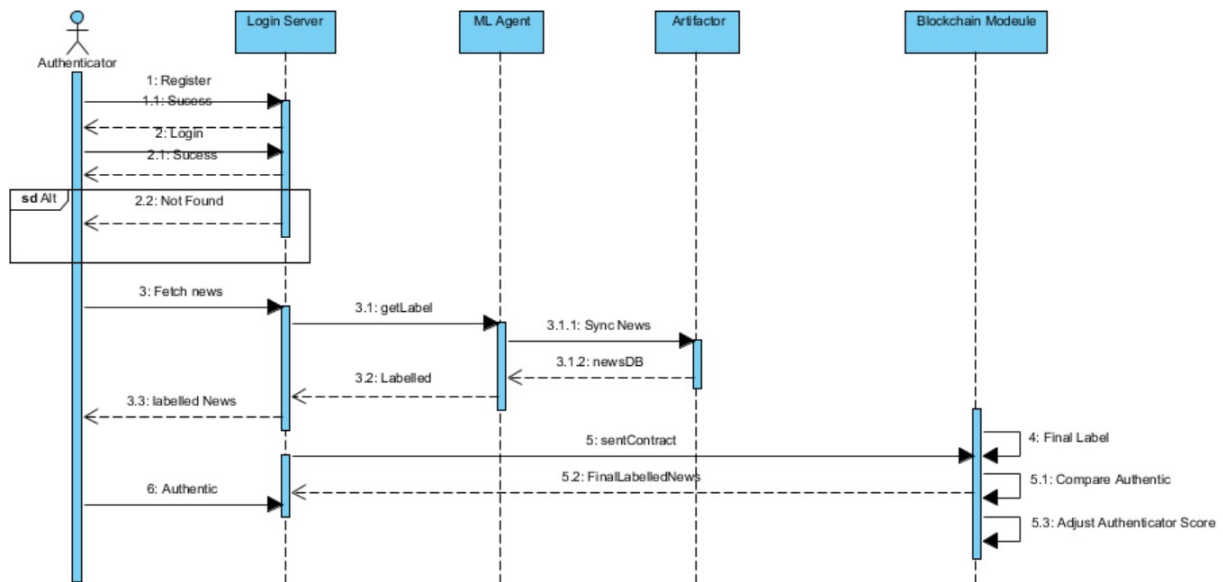 Login Server
ML Agent
Artifactor
Blockchain Modeule
Authenticator
1: Register
1.1: Sucess
2: Login
2.1: Sucess
sd Alt
2.2: Not Found
3: Fetch news
3.1: getLabel
3.1.1: Sync News
3.1.2: newsDB
3.2: Labelled
3.3: labelled News
4: Final Label
5: sentContract
5.1: Compare Authentic
5.2: FinalLabelledNews
6: Authentic
5.3: Adjust Authenticator Score